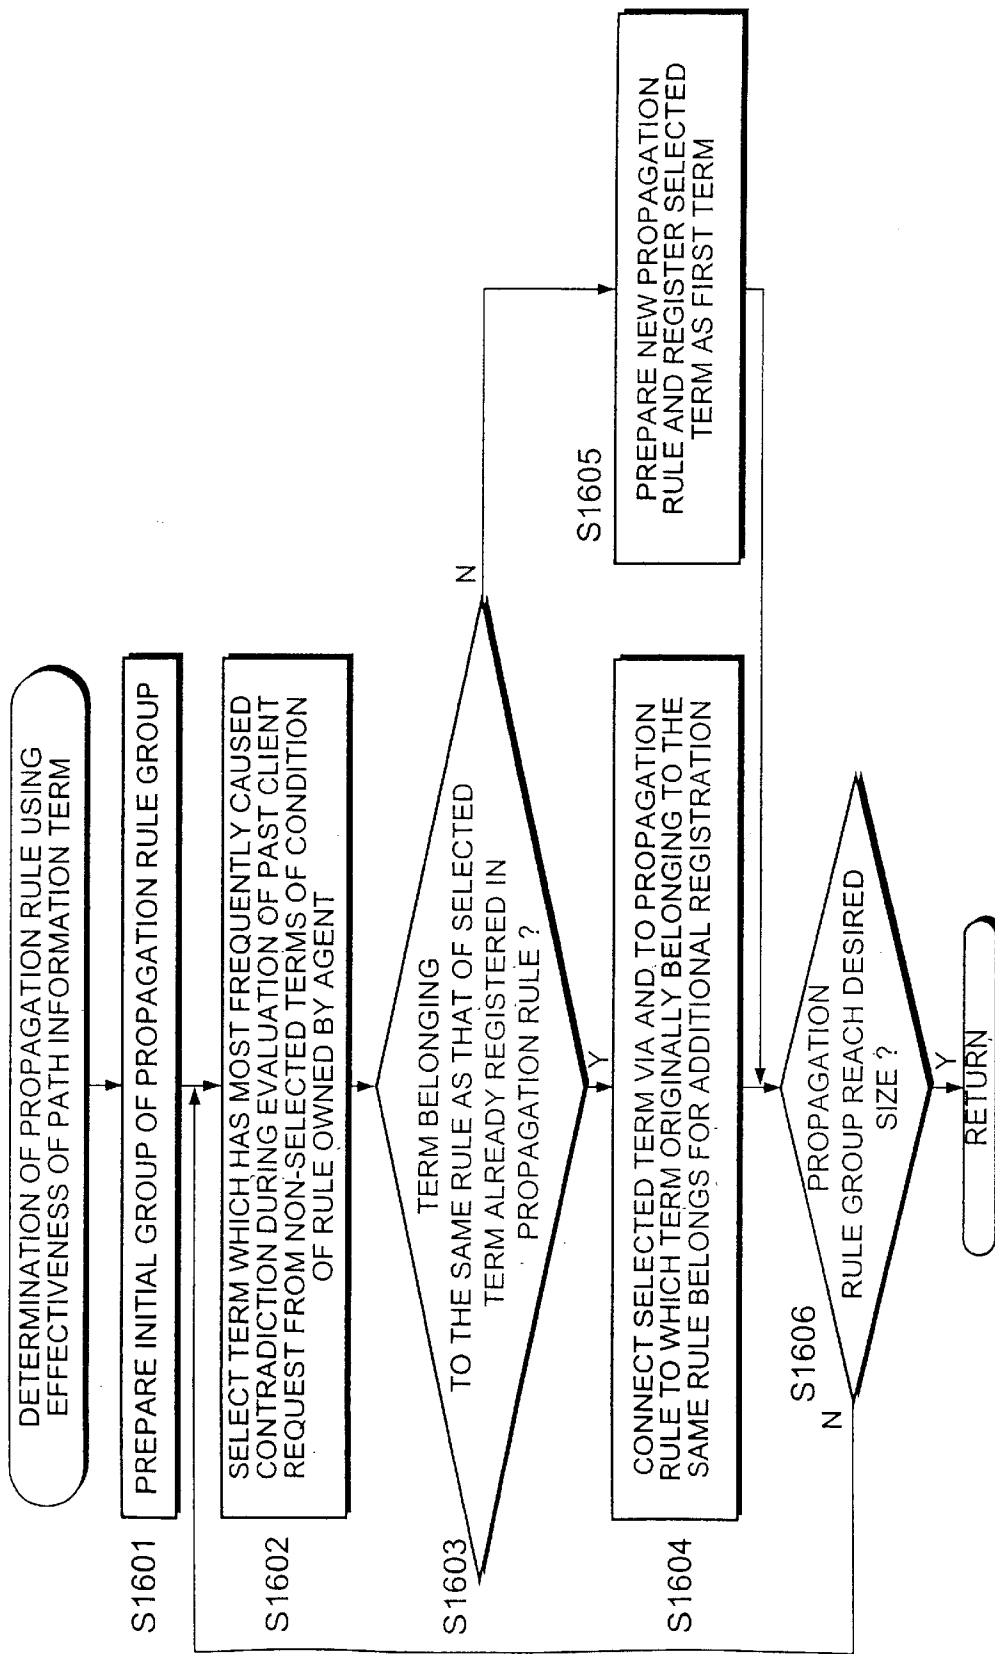 DETERMINATION OF PROPAGATION RULE USING
EFFECTIVENESS OF PATH INFORMATION TERM
S1601
PREPARE INITIAL GROUP OF PROPAGATION RULE GROUP
S1602
SELECT TERM WHICH HAS MOST FREQUENTLY CAUSED
CONTRADICTION DURING EVALUATION OF PAST CLIENT
REQUEST FROM NON-SELECTED TERMS OF CONDITION
OF RULE OWNED BY AGENT
S1603
TERM BELONGING
TO THE SAME RULE AS THAT OF SELECTED
TERM ALREADY REGISTERED IN
PROPAGATION RULE ?
N
Y
S1604
CONNECT SELECTED TERM VIA AND TO PROPAGATION
RULE TO WHICH TERM ORIGINALLY BELONGING TO THE
SAME RULE BELONGS FOR ADDITIONAL REGISTRATION
S1605
PREPARE NEW PROPAGATION
RULE AND REGISTER SELECTED
TERM AS FIRST TERM
S1606
PROPAGATION
RULE GROUP REACH DESIRED
SIZE ?
N
Y
RETURN